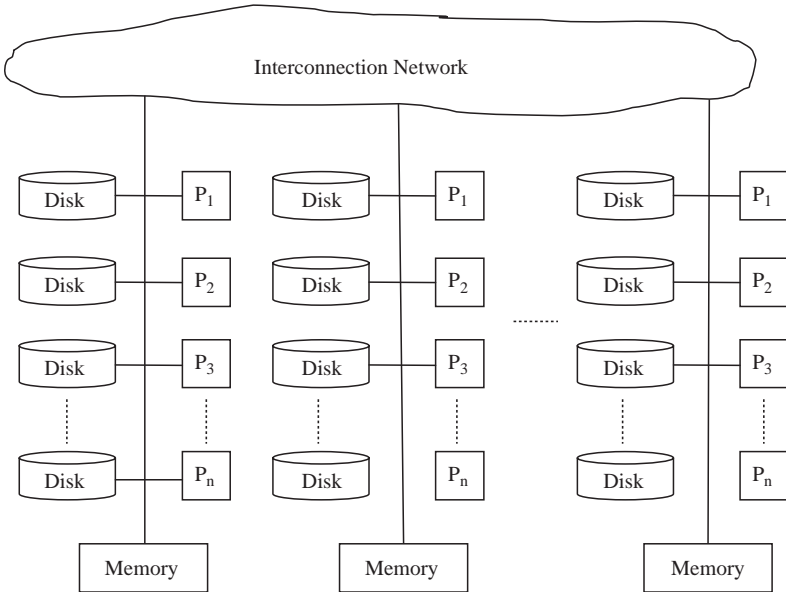 Interconnection Network
Disk P₁ Disk P₁ Disk P₁
Disk P₂ Disk P₂ Disk P₂
Disk P₃ Disk P₃ Disk P₃
Disk Pₙ Disk Pₙ Disk Pₙ
Memory Memory Memory